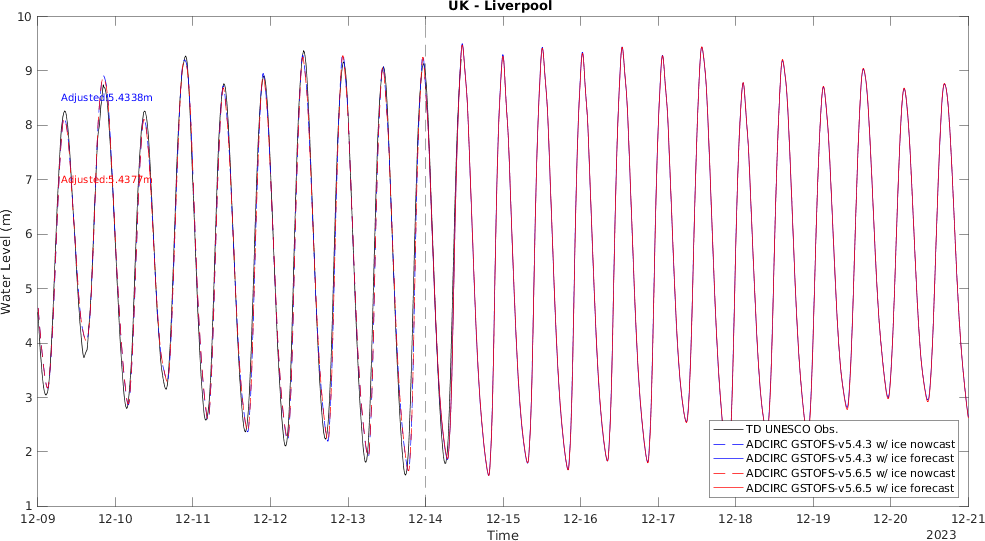 UK - Liverpool
10
9
8
7
6
5
4
3
2
1
Water Level (m)
Adjusted:5.4338m
Adjusted:5.4377m
TD UNESCO Obs.
ADCIRC GSTOFS-v5.4.3 w/ ice nowcast
ADCIRC GSTOFS-v5.4.3 w/ ice forecast
ADCIRC GSTOFS-v5.6.5 w/ ice nowcast
ADCIRC GSTOFS-v5.6.5 w/ ice forecast
12-09 12-10 12-11 12-12 12-13 12-14 12-15 12-16 12-17 12-18 12-19 12-20 12-21
Time
2023